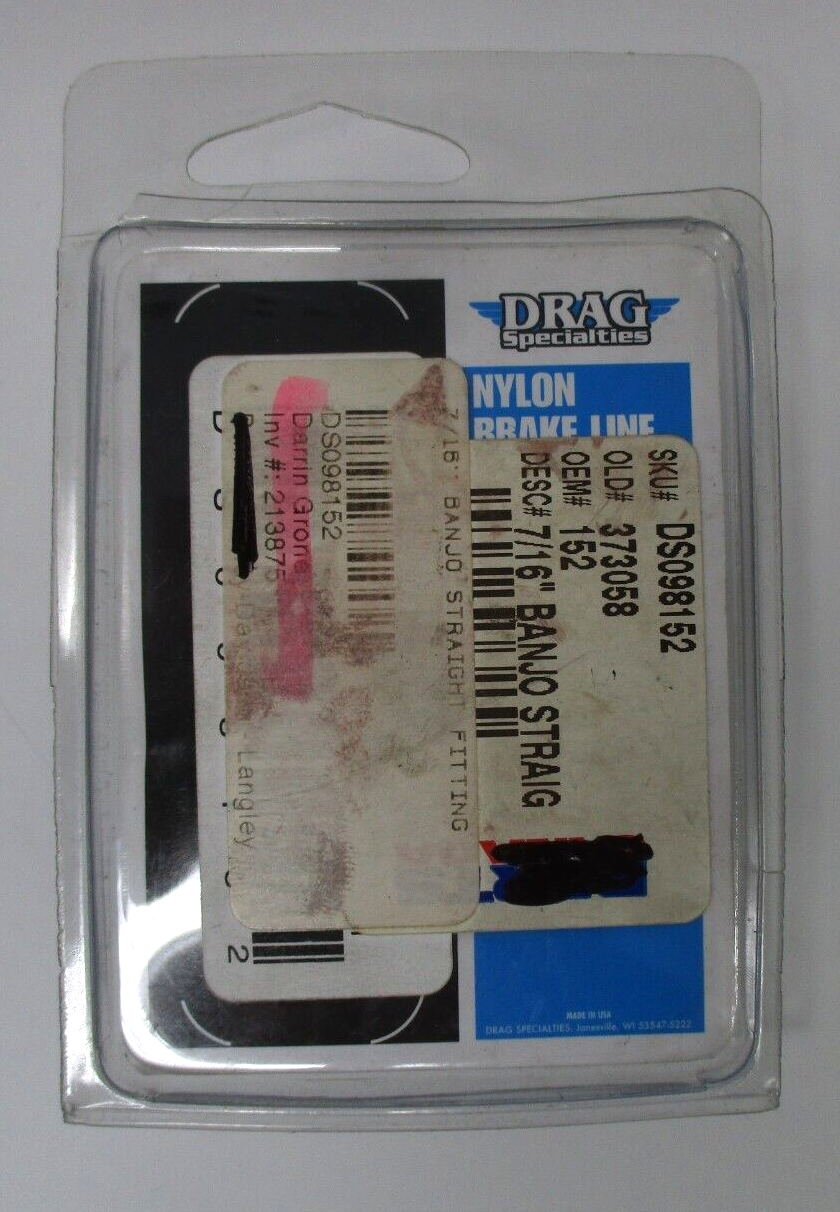 DRAG
Specialties
NYLON
BRAKE LINE
SKU# DS098152
OLD# 373058
OEM# 152
DESC# 7/16" BANJO STRAIG
7/16" BANJO STRAIGHT FITTING
DS098152
Darrin Grone
Inv #: 213875
Langley
2
MADE IN USA
DRAG SPECIALTIES, Janesville, WI 53547-5222